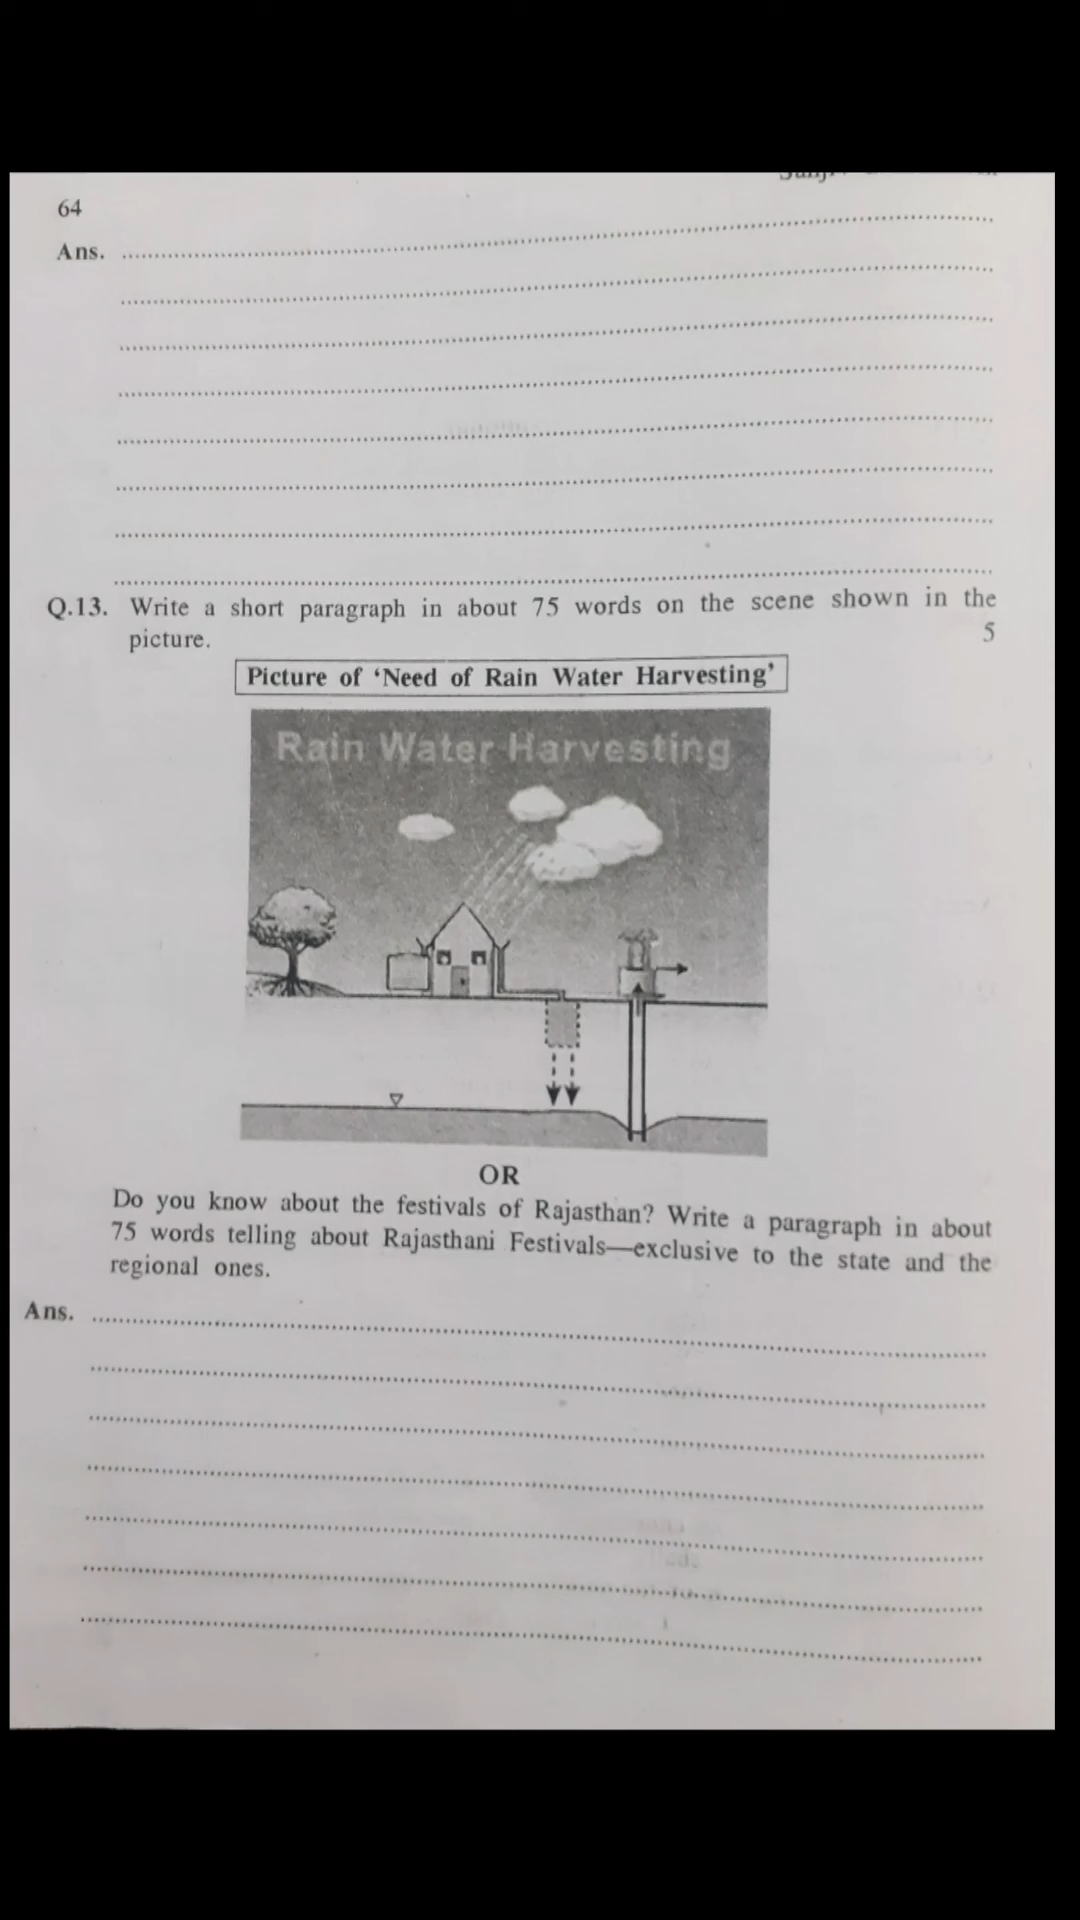 64
Ans.
Q.13. Write a short paragraph in about 75 words on the scene shown in the
picture. 5
Picture of ‘Need of Rain Water Harvesting’
Rain Water Harvesting
OR
Do you know about the festivals of Rajasthan? Write a paragraph in about
75 words telling about Rajasthani Festivals—exclusive to the state and the
regional ones.
Ans.